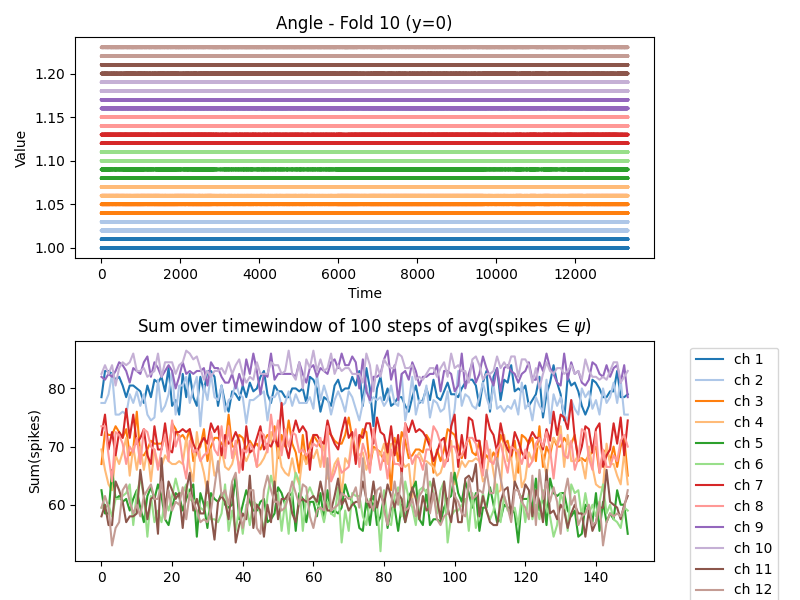 Angle - Fold 10 (y=0)
Value
1.20
1.15
1.10
1.05
1.00
0 2000 4000 6000 8000 10000 12000
Time
Sum over timewindow of 100 steps of avg(spikes ∈ ψ)
Sum(spikes)
80
70
60
0 20 40 60 80 100 120 140
ch 1
ch 2
ch 3
ch 4
ch 5
ch 6
ch 7
ch 8
ch 9
ch 10
ch 11
ch 12